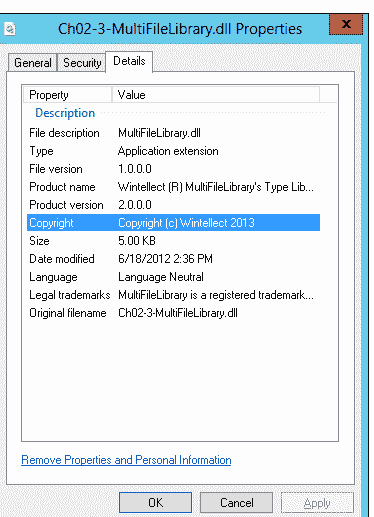 Ch02-3-MultiFileLibrary.dll Properties
x
General Security Details
Property Value
Description
File description MultiFileLibrary.dll
Type Application extension
File version 1.0.0.0
Product name Wintellect (R) MultiFileLibrary's Type Lib...
Product version 2.0.0.0
Copyright Copyright (c) Wintellect 2013
Size 5.00 KB
Date modified 6/18/2012 2:36 PM
Language Language Neutral
Legal trademarks MultiFileLibrary is a registered trademark...
Original filename Ch02-3-MultiFileLibrary.dll
Remove Properties and Personal Information
OK Cancel Apply